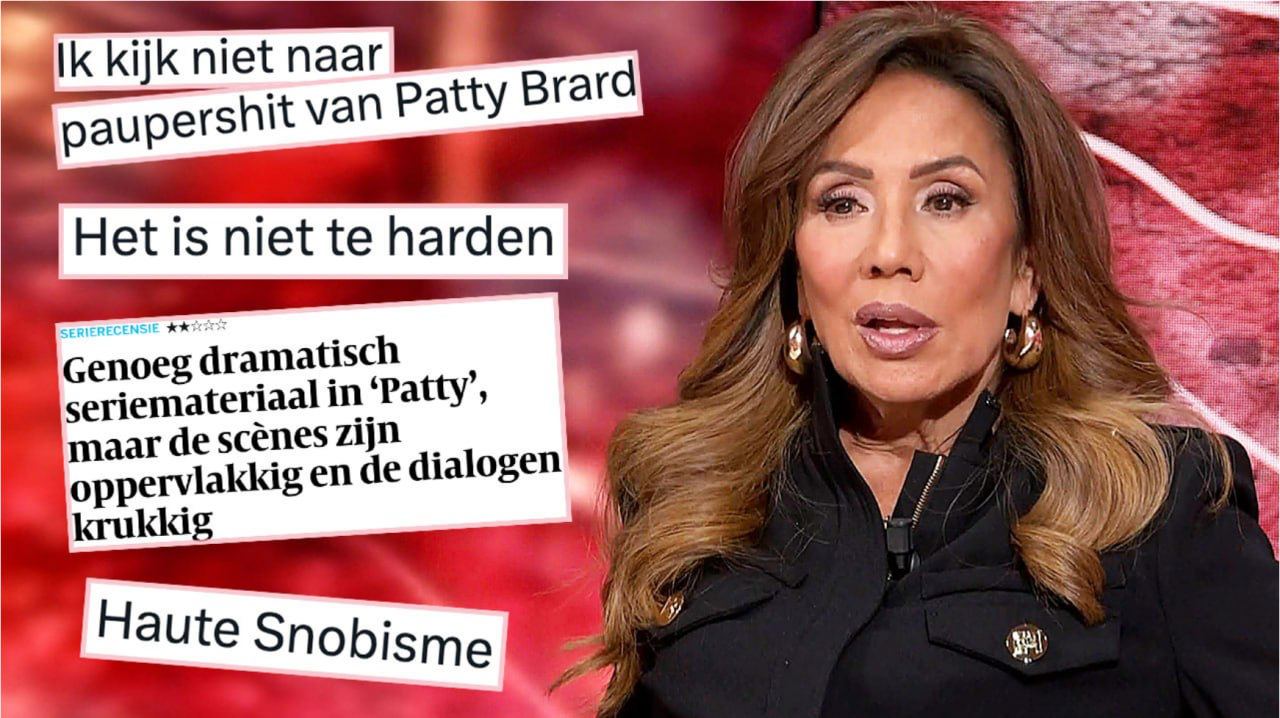 Ik kijk niet naar
paupershit van Patty Brard
Het is niet te harden
SERIERECENSIE ★★☆☆☆
Genoeg dramatisch
seriemateriaal in ‘Patty’,
maar de scènes zijn
oppervlakkig en de dialogen
krukkig
Haute Snobisme